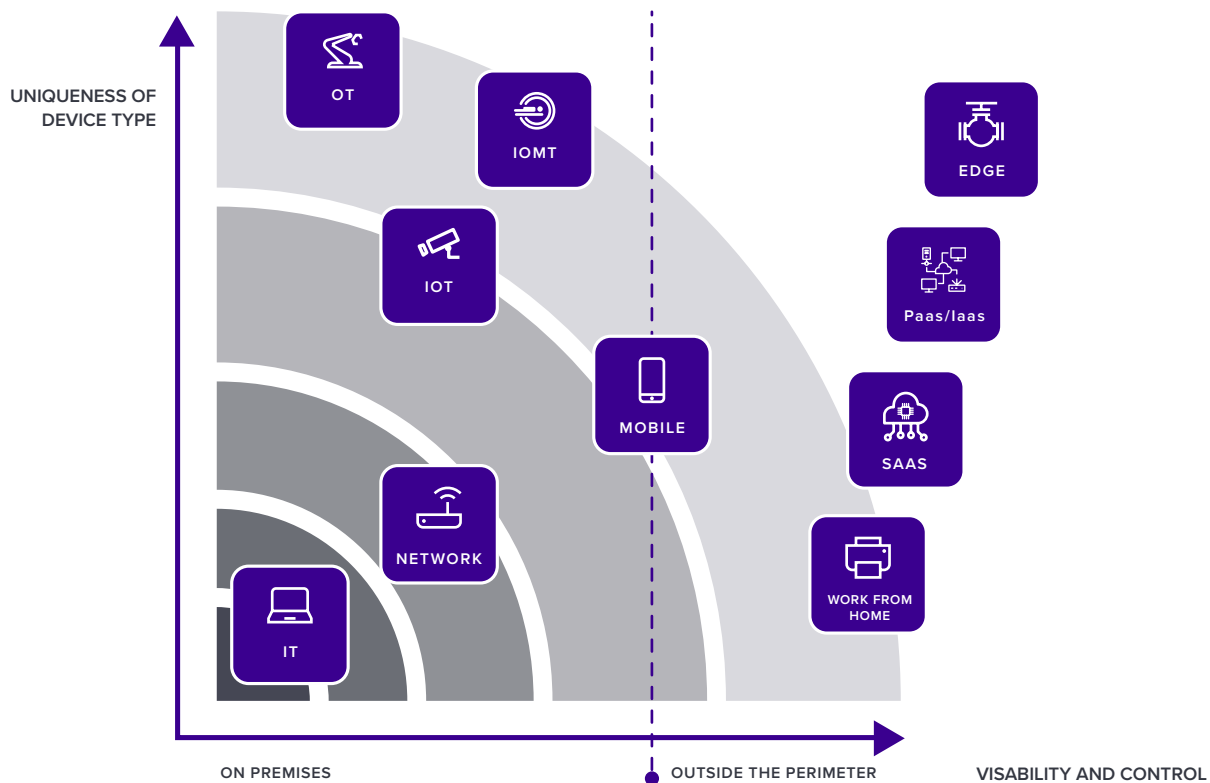 UNIQUENESS OF
DEVICE TYPE
OT
IOMT
EDGE
IOT
Paas/Iaas
MOBILE
SAAS
NETWORK
WORK FROM
HOME
IT
ON PREMISES
OUTSIDE THE PERIMETER
VISABILITY AND CONTROL